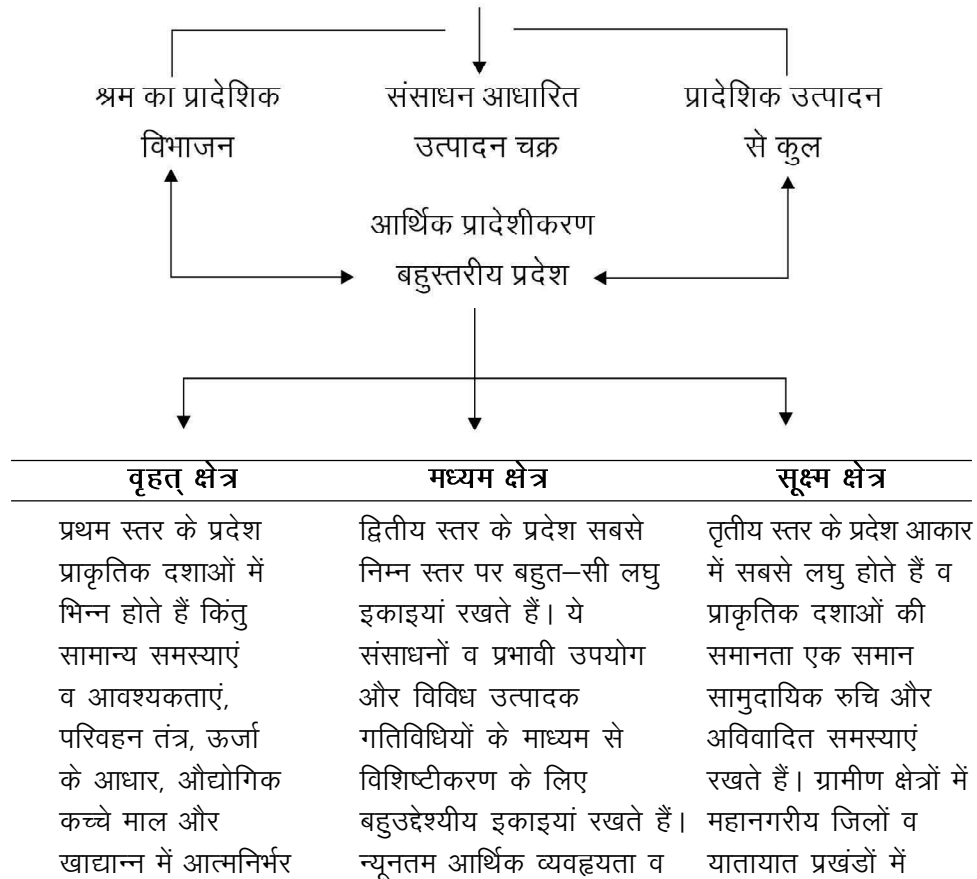 श्रम का प्रादेशिक
विभाजन
संसाधन आधारित
उत्पादन चक्र
प्रादेशिक उत्पादन
से कुल
आर्थिक प्रादेशीकरण
बहुस्तरीय प्रदेश
वृहत् क्षेत्र
प्रथम स्तर के प्रदेश
प्राकृतिक दशाओं में
भिन्न होते हैं किंतु
सामान्य समस्याएं
व आवश्यकताएं,
परिवहन तंत्र, ऊर्जा
के आधार, औद्योगिक
कच्चे माल और
खाद्यान्न में आत्मनिर्भर
मध्यम क्षेत्र
द्वितीय स्तर के प्रदेश सबसे
निम्न स्तर पर बहुत–सी लघु
इकाइयां रखते हैं। ये
संसाधनों व प्रभावी उपयोग
और विविध उत्पादक
गतिविधियों के माध्यम से
विशिष्टीकरण के लिए
बहुउद्देश्यीय इकाइयां रखते हैं।
न्यूनतम आर्थिक व्यवहृयता व
सूक्ष्म क्षेत्र
तृतीय स्तर के प्रदेश आकार
में सबसे लघु होते हैं व
प्राकृतिक दशाओं की
समानता एक समान
सामुदायिक रुचि और
अविवादित समस्याएं
रखते हैं। ग्रामीण क्षेत्रों में
महानगरीय जिलों व
यातायात प्रखंडों में